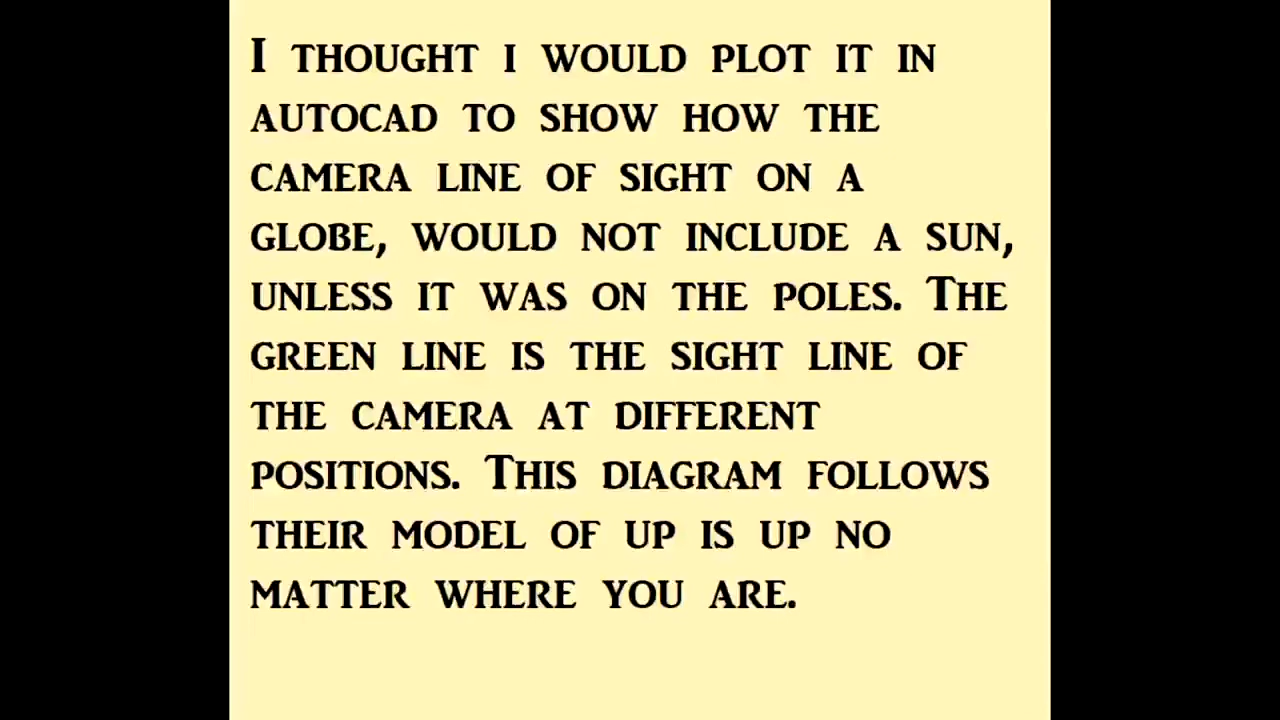 I THOUGHT I WOULD PLOT IT IN
AUTOCAD TO SHOW HOW THE
CAMERA LINE OF SIGHT ON A
GLOBE, WOULD NOT INCLUDE A SUN,
UNLESS IT WAS ON THE POLES. THE
GREEN LINE IS THE SIGHT LINE OF
THE CAMERA AT DIFFERENT
POSITIONS. THIS DIAGRAM FOLLOWS
THEIR MODEL OF UP IS UP NO
MATTER WHERE YOU ARE.